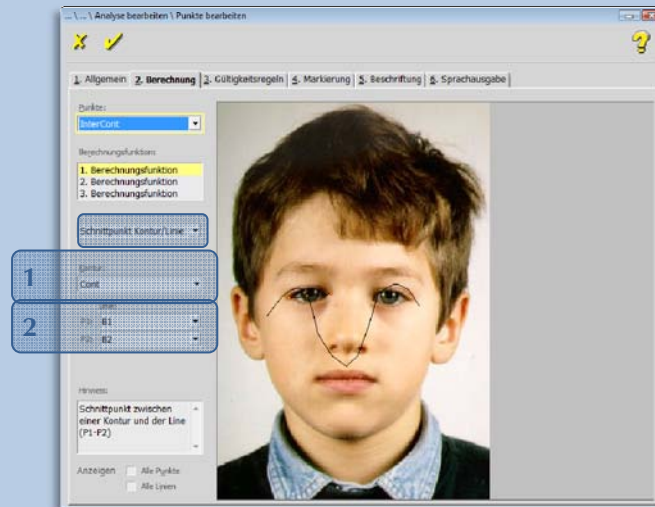 ...\...\ Analyse bearbeiten \ Punkte bearbeiten
1. Allgemein 2. Berechnung 3. Gültigkeitsregeln 4. Markierung 5. Beschriftung 6. Sprachausgabe
Punkte:
InterCont
Berechnungsfunktion:
1. Berechnungsfunktion
2. Berechnungsfunktion
3. Berechnungsfunktion
Schnittpunkt Kontur/Linie
1
Kontur:
Cont
2
Linie:
P1: B1
P2: B2
Hinweis:
Schnittpunkt zwischen
einer Kontur und der Line
(P1-P2)
Anzeigen Alle Punkte
Alle Linien